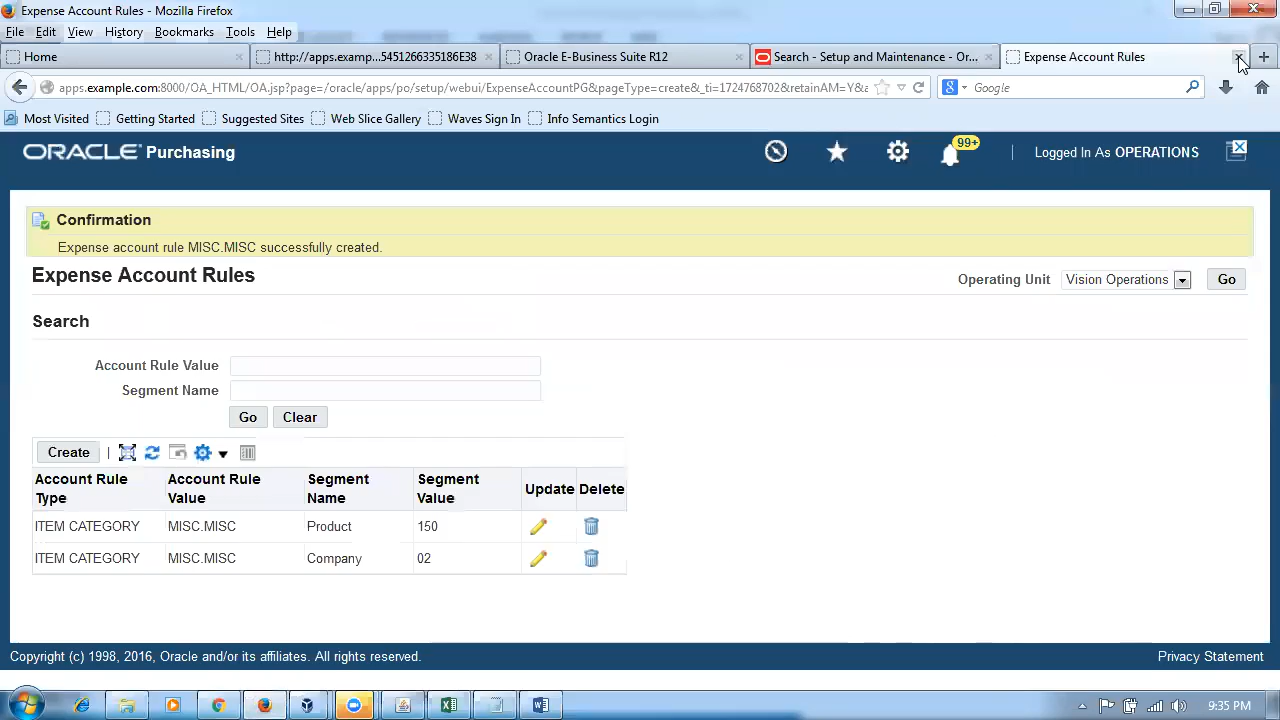 Expense Account Rules - Mozilla Firefox
File Edit View History Bookmarks Tools Help
Home
http://apps.examp...5451266335186E38
Oracle E-Business Suite R12
Search - Setup and Maintenance - Or...
Expense Account Rules
apps.example.com:8000/OA_HTML/OA.jsp?page=/oracle/apps/po/setup/webui/ExpenseAccountPG&pageType=create&_ti=1724768702&retainAM=Y&a
Google
Most Visited Getting Started Suggested Sites Web Slice Gallery Waves Sign In Info Semantics Login
ORACLE Purchasing
99+
Logged In As OPERATIONS
Confirmation
Expense account rule MISC.MISC successfully created.
Expense Account Rules
Operating Unit Vision Operations Go
Search
Account Rule Value
Segment Name
Go Clear
Create
Account Rule Type Account Rule Value Segment Name Segment Value Update Delete
ITEM CATEGORY MISC.MISC Product 150
ITEM CATEGORY MISC.MISC Company 02
Copyright (c) 1998, 2016, Oracle and/or its affiliates. All rights reserved.
Privacy Statement
9:35 PM